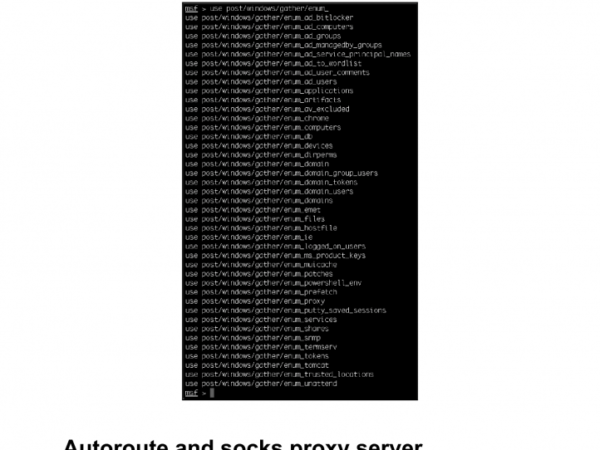 msf > use post/windows/gather/enum_
use post/windows/gather/enum_ad_bitlocker
use post/windows/gather/enum_ad_computers
use post/windows/gather/enum_ad_groups
use post/windows/gather/enum_ad_managedby_groups
use post/windows/gather/enum_ad_service_principal_names
use post/windows/gather/enum_ad_to_wordlist
use post/windows/gather/enum_ad_user_comments
use post/windows/gather/enum_ad_users
use post/windows/gather/enum_applications
use post/windows/gather/enum_artifacts
use post/windows/gather/enum_av_excluded
use post/windows/gather/enum_chrome
use post/windows/gather/enum_computers
use post/windows/gather/enum_db
use post/windows/gather/enum_devices
use post/windows/gather/enum_dirperms
use post/windows/gather/enum_domain
use post/windows/gather/enum_domain_group_users
use post/windows/gather/enum_domain_tokens
use post/windows/gather/enum_domain_users
use post/windows/gather/enum_domains
use post/windows/gather/enum_emet
use post/windows/gather/enum_files
use post/windows/gather/enum_hostfile
use post/windows/gather/enum_ie
use post/windows/gather/enum_logged_on_users
use post/windows/gather/enum_ms_product_keys
use post/windows/gather/enum_muicache
use post/windows/gather/enum_patches
use post/windows/gather/enum_powershell_env
use post/windows/gather/enum_prefetch
use post/windows/gather/enum_proxy
use post/windows/gather/enum_putty_saved_sessions
use post/windows/gather/enum_services
use post/windows/gather/enum_shares
use post/windows/gather/enum_snmp
use post/windows/gather/enum_termserv
use post/windows/gather/enum_tokens
use post/windows/gather/enum_tomcat
use post/windows/gather/enum_trusted_locations
use post/windows/gather/enum_unattend
msf >
Autoroute and socks proxy server